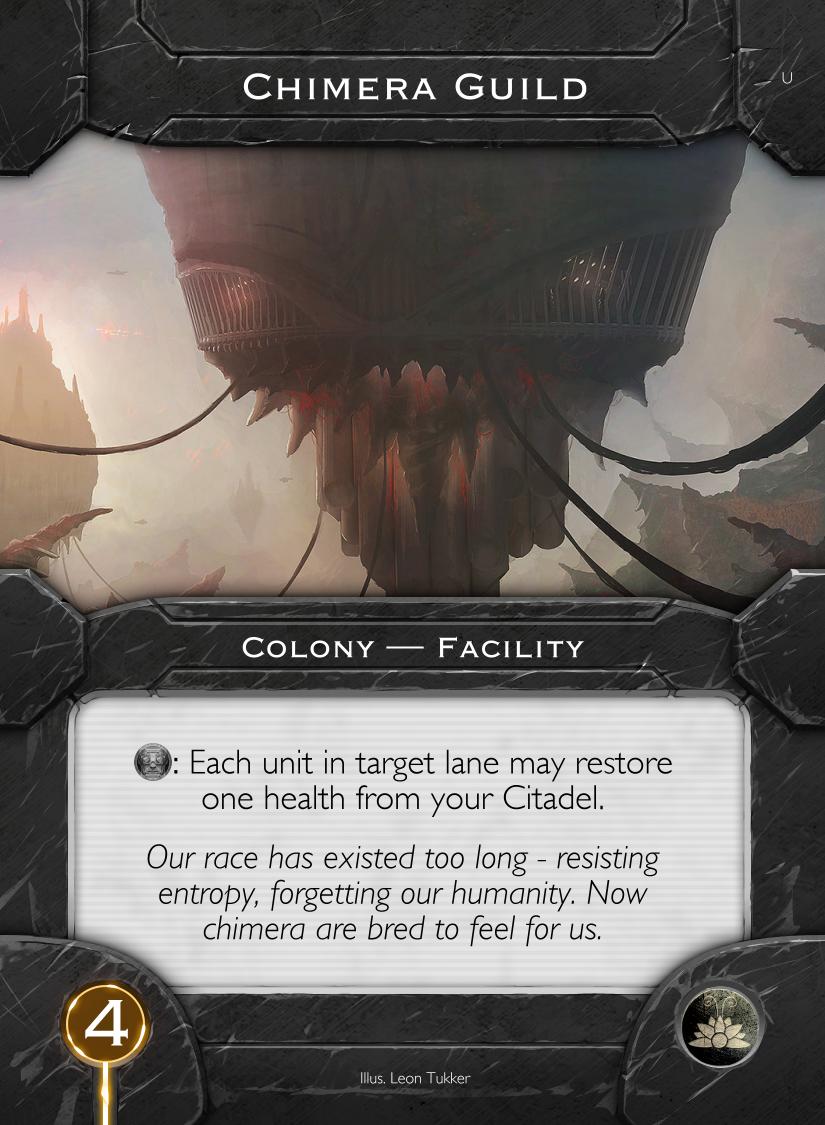 Chimera Guild
U
Colony — Facility
: Each unit in target lane may restore
one health from your Citadel.
Our race has existed too long - resisting
entropy, forgetting our humanity. Now
chimera are bred to feel for us.
4
Illus. Leon Tukker